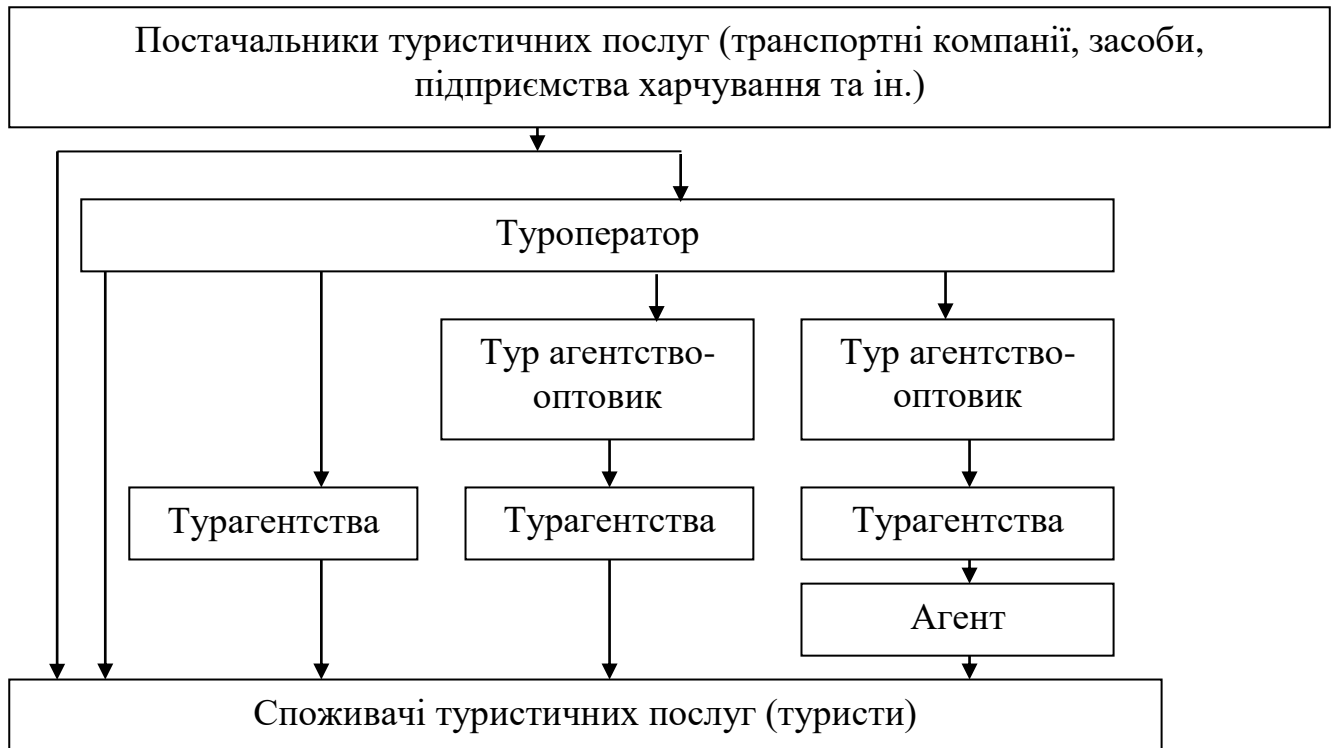 Постачальники туристичних послуг (транспортні компанії, засоби,
підприємства харчування та ін.)
Туроператор
Тур агентство-
оптовик
Тур агентство-
оптовик
Турагентства
Турагентства
Турагентства
Агент
Споживачі туристичних послуг (туристи)